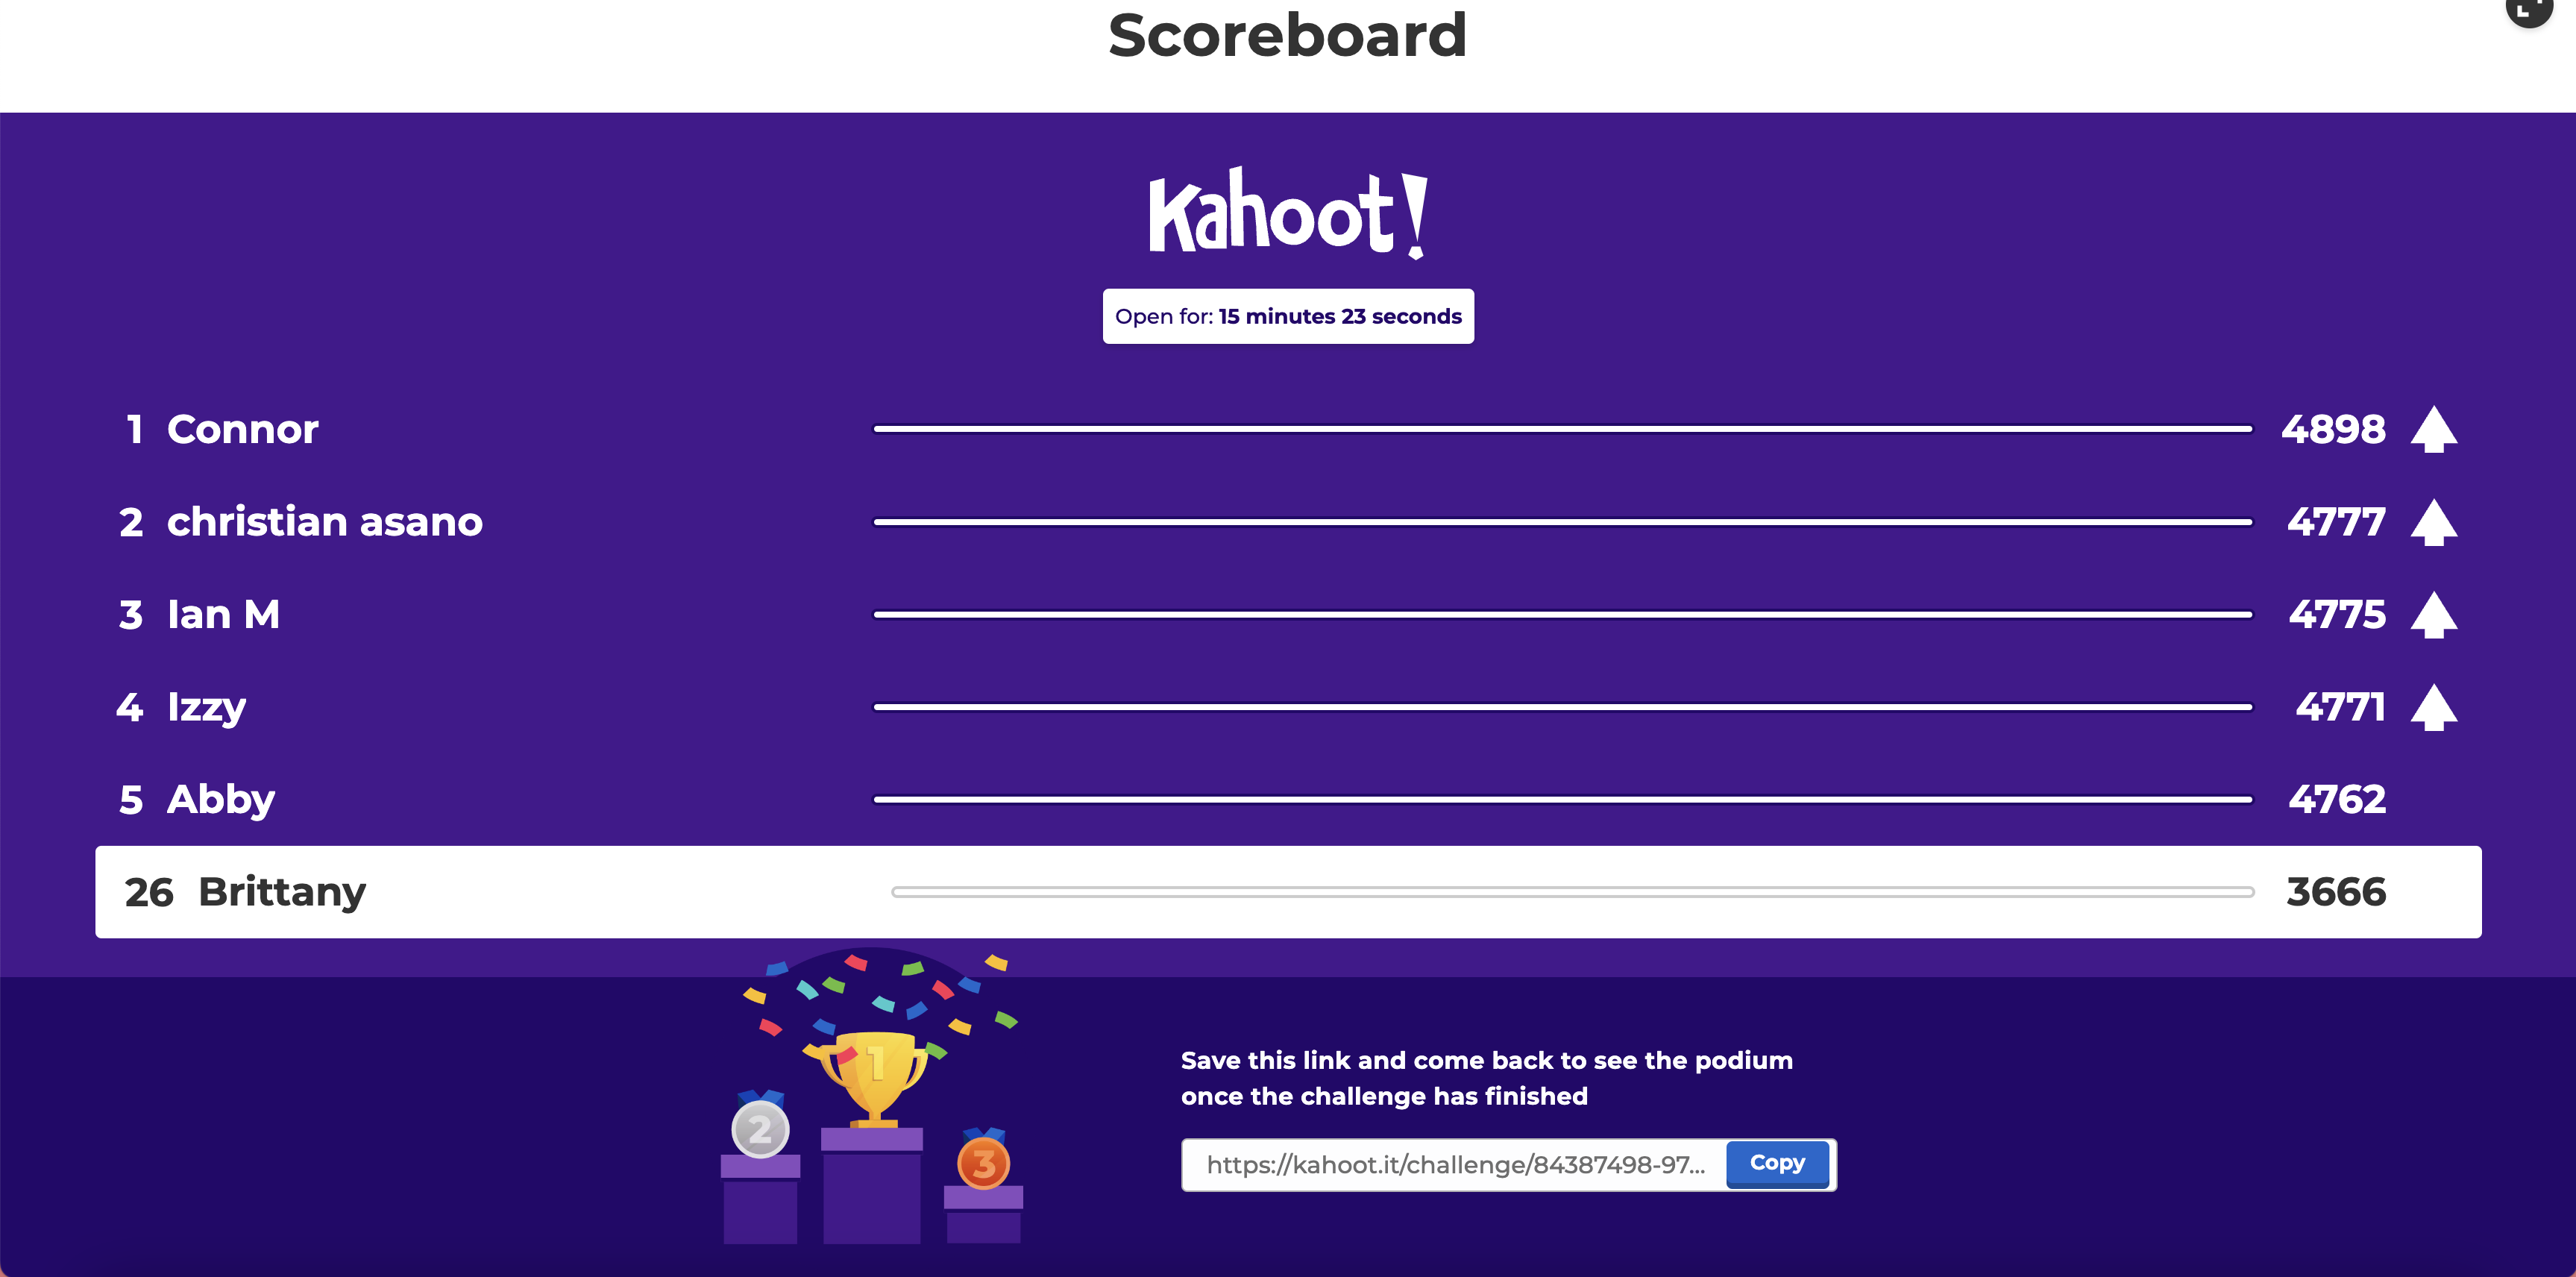 Scoreboard
Kahoot!
Open for: 15 minutes 23 seconds
1 Connor 4898
2 christian asano 4777
3 Ian M 4775
4 Izzy 4771
5 Abby 4762
26 Brittany 3666
1
2
3
Save this link and come back to see the podium
once the challenge has finished
https://kahoot.it/challenge/84387498-97... Copy